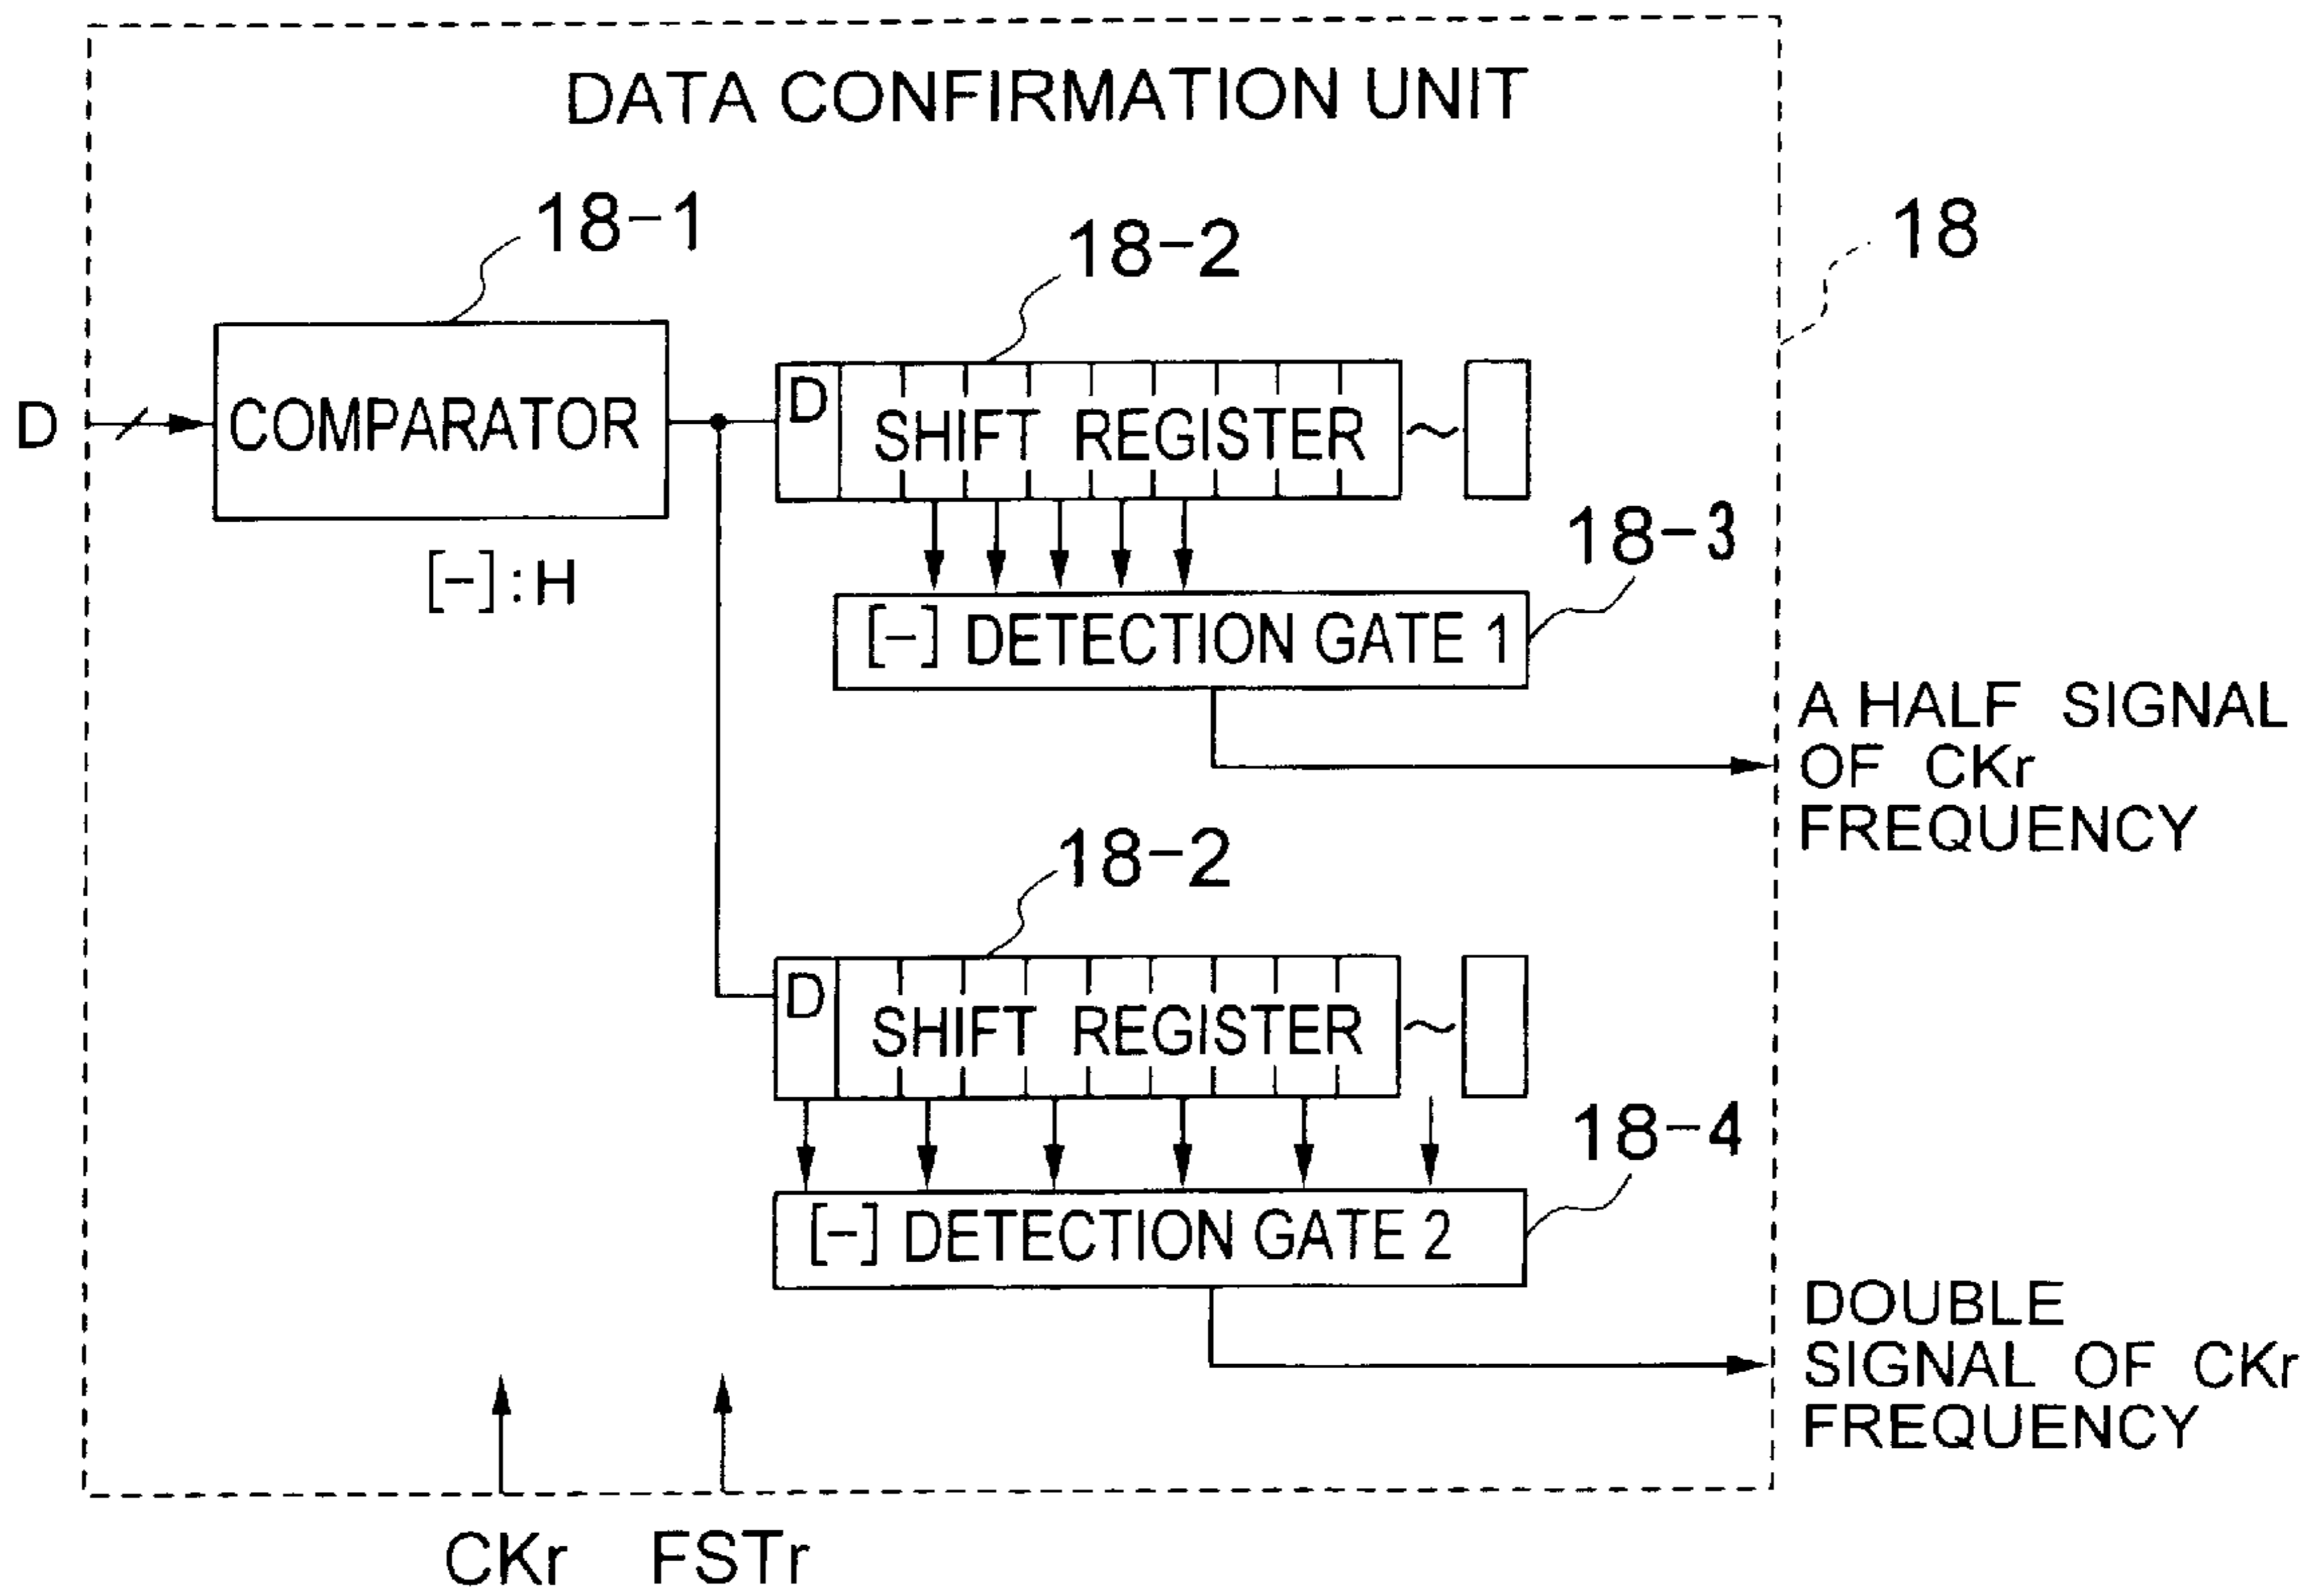 DATA CONFIRMATION UNIT
18-1
18-2
18
D
COMPARATOR
D
SHIFT REGISTER
~
[-]:H
18-3
[-] DETECTION GATE 1
A HALF SIGNAL
OF CKr
FREQUENCY
18-2
D
SHIFT REGISTER
~
18-4
[-] DETECTION GATE 2
DOUBLE
SIGNAL OF CKr
FREQUENCY
CKr
FSTr